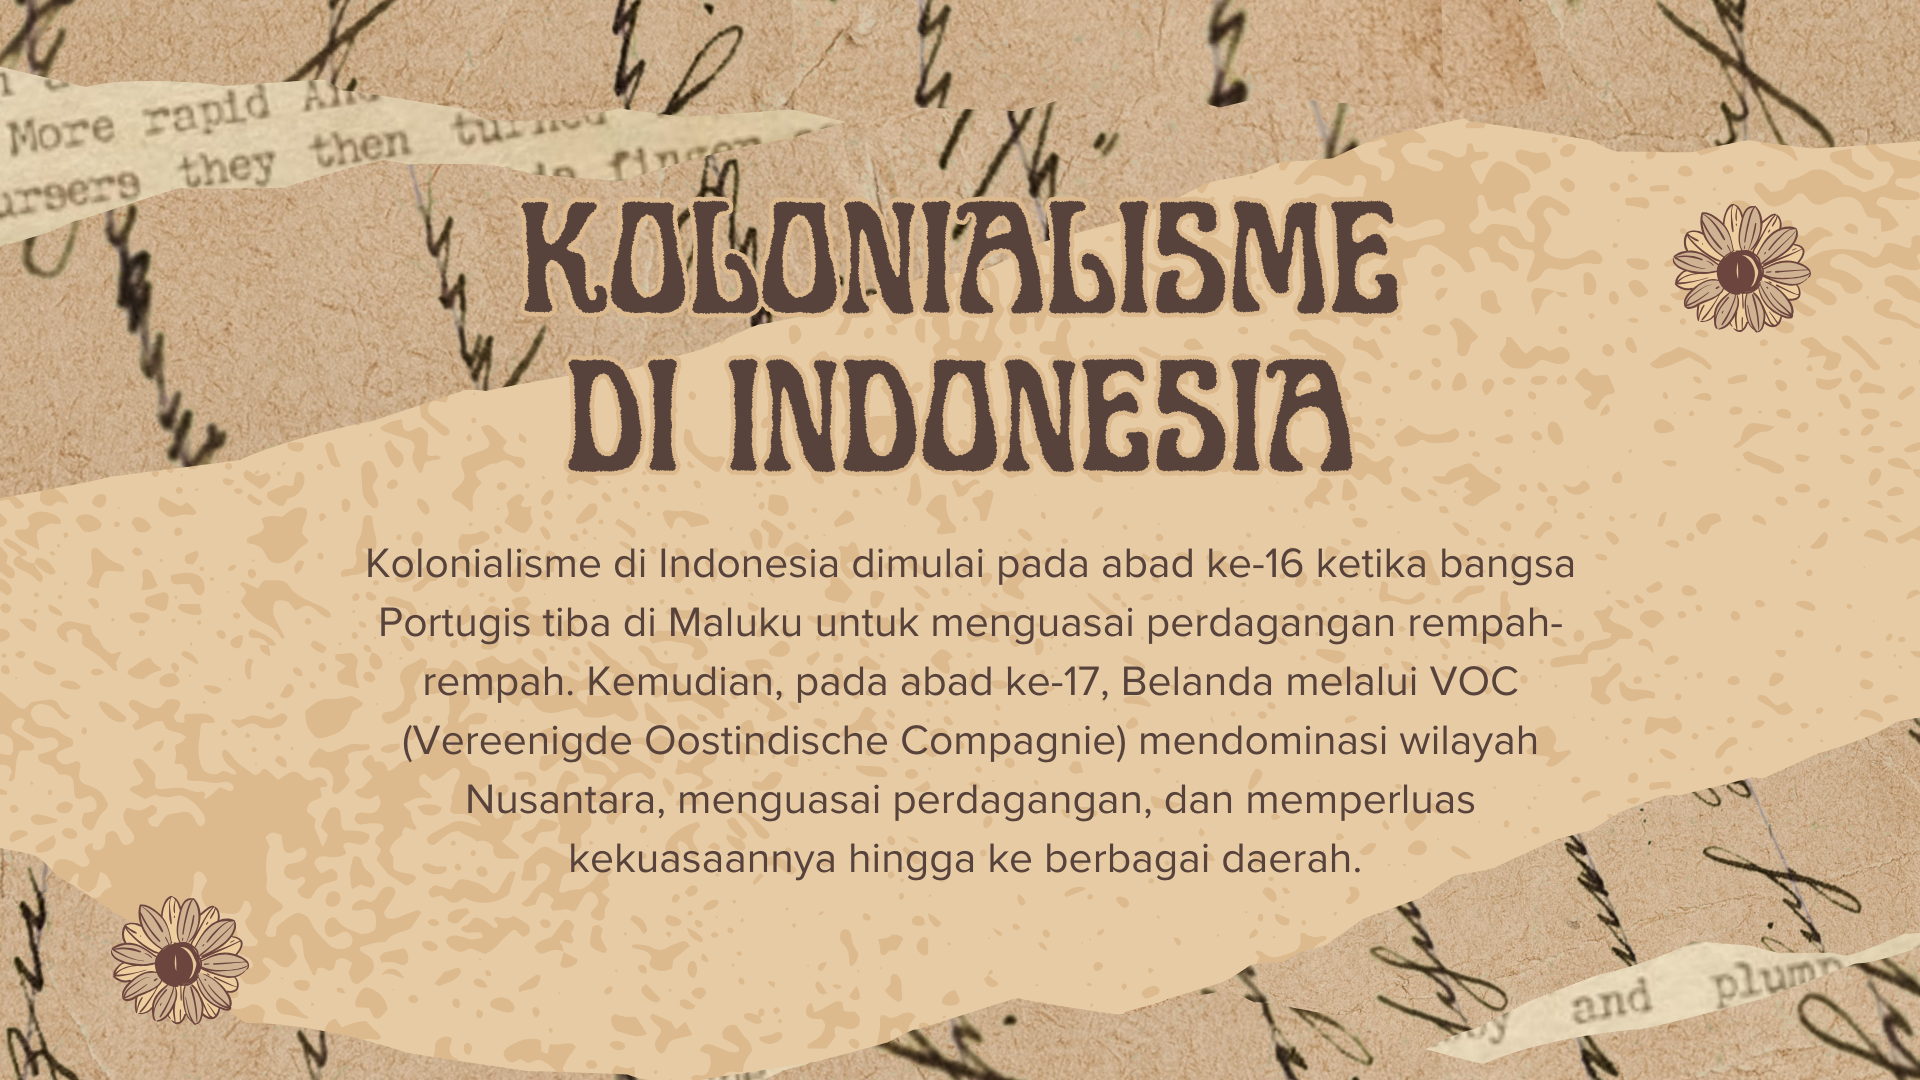 More rapid
they then turned
KOLONIALISME
DI INDONESIA
Kolonialisme di Indonesia dimulai pada abad ke-16 ketika bangsa
Portugis tiba di Maluku untuk menguasai perdagangan rempah-
rempah. Kemudian, pada abad ke-17, Belanda melalui VOC
(Vereenigde Oostindische Compagnie) mendominasi wilayah
Nusantara, menguasai perdagangan, dan memperluas
kekuasaannya hingga ke berbagai daerah.
and plump